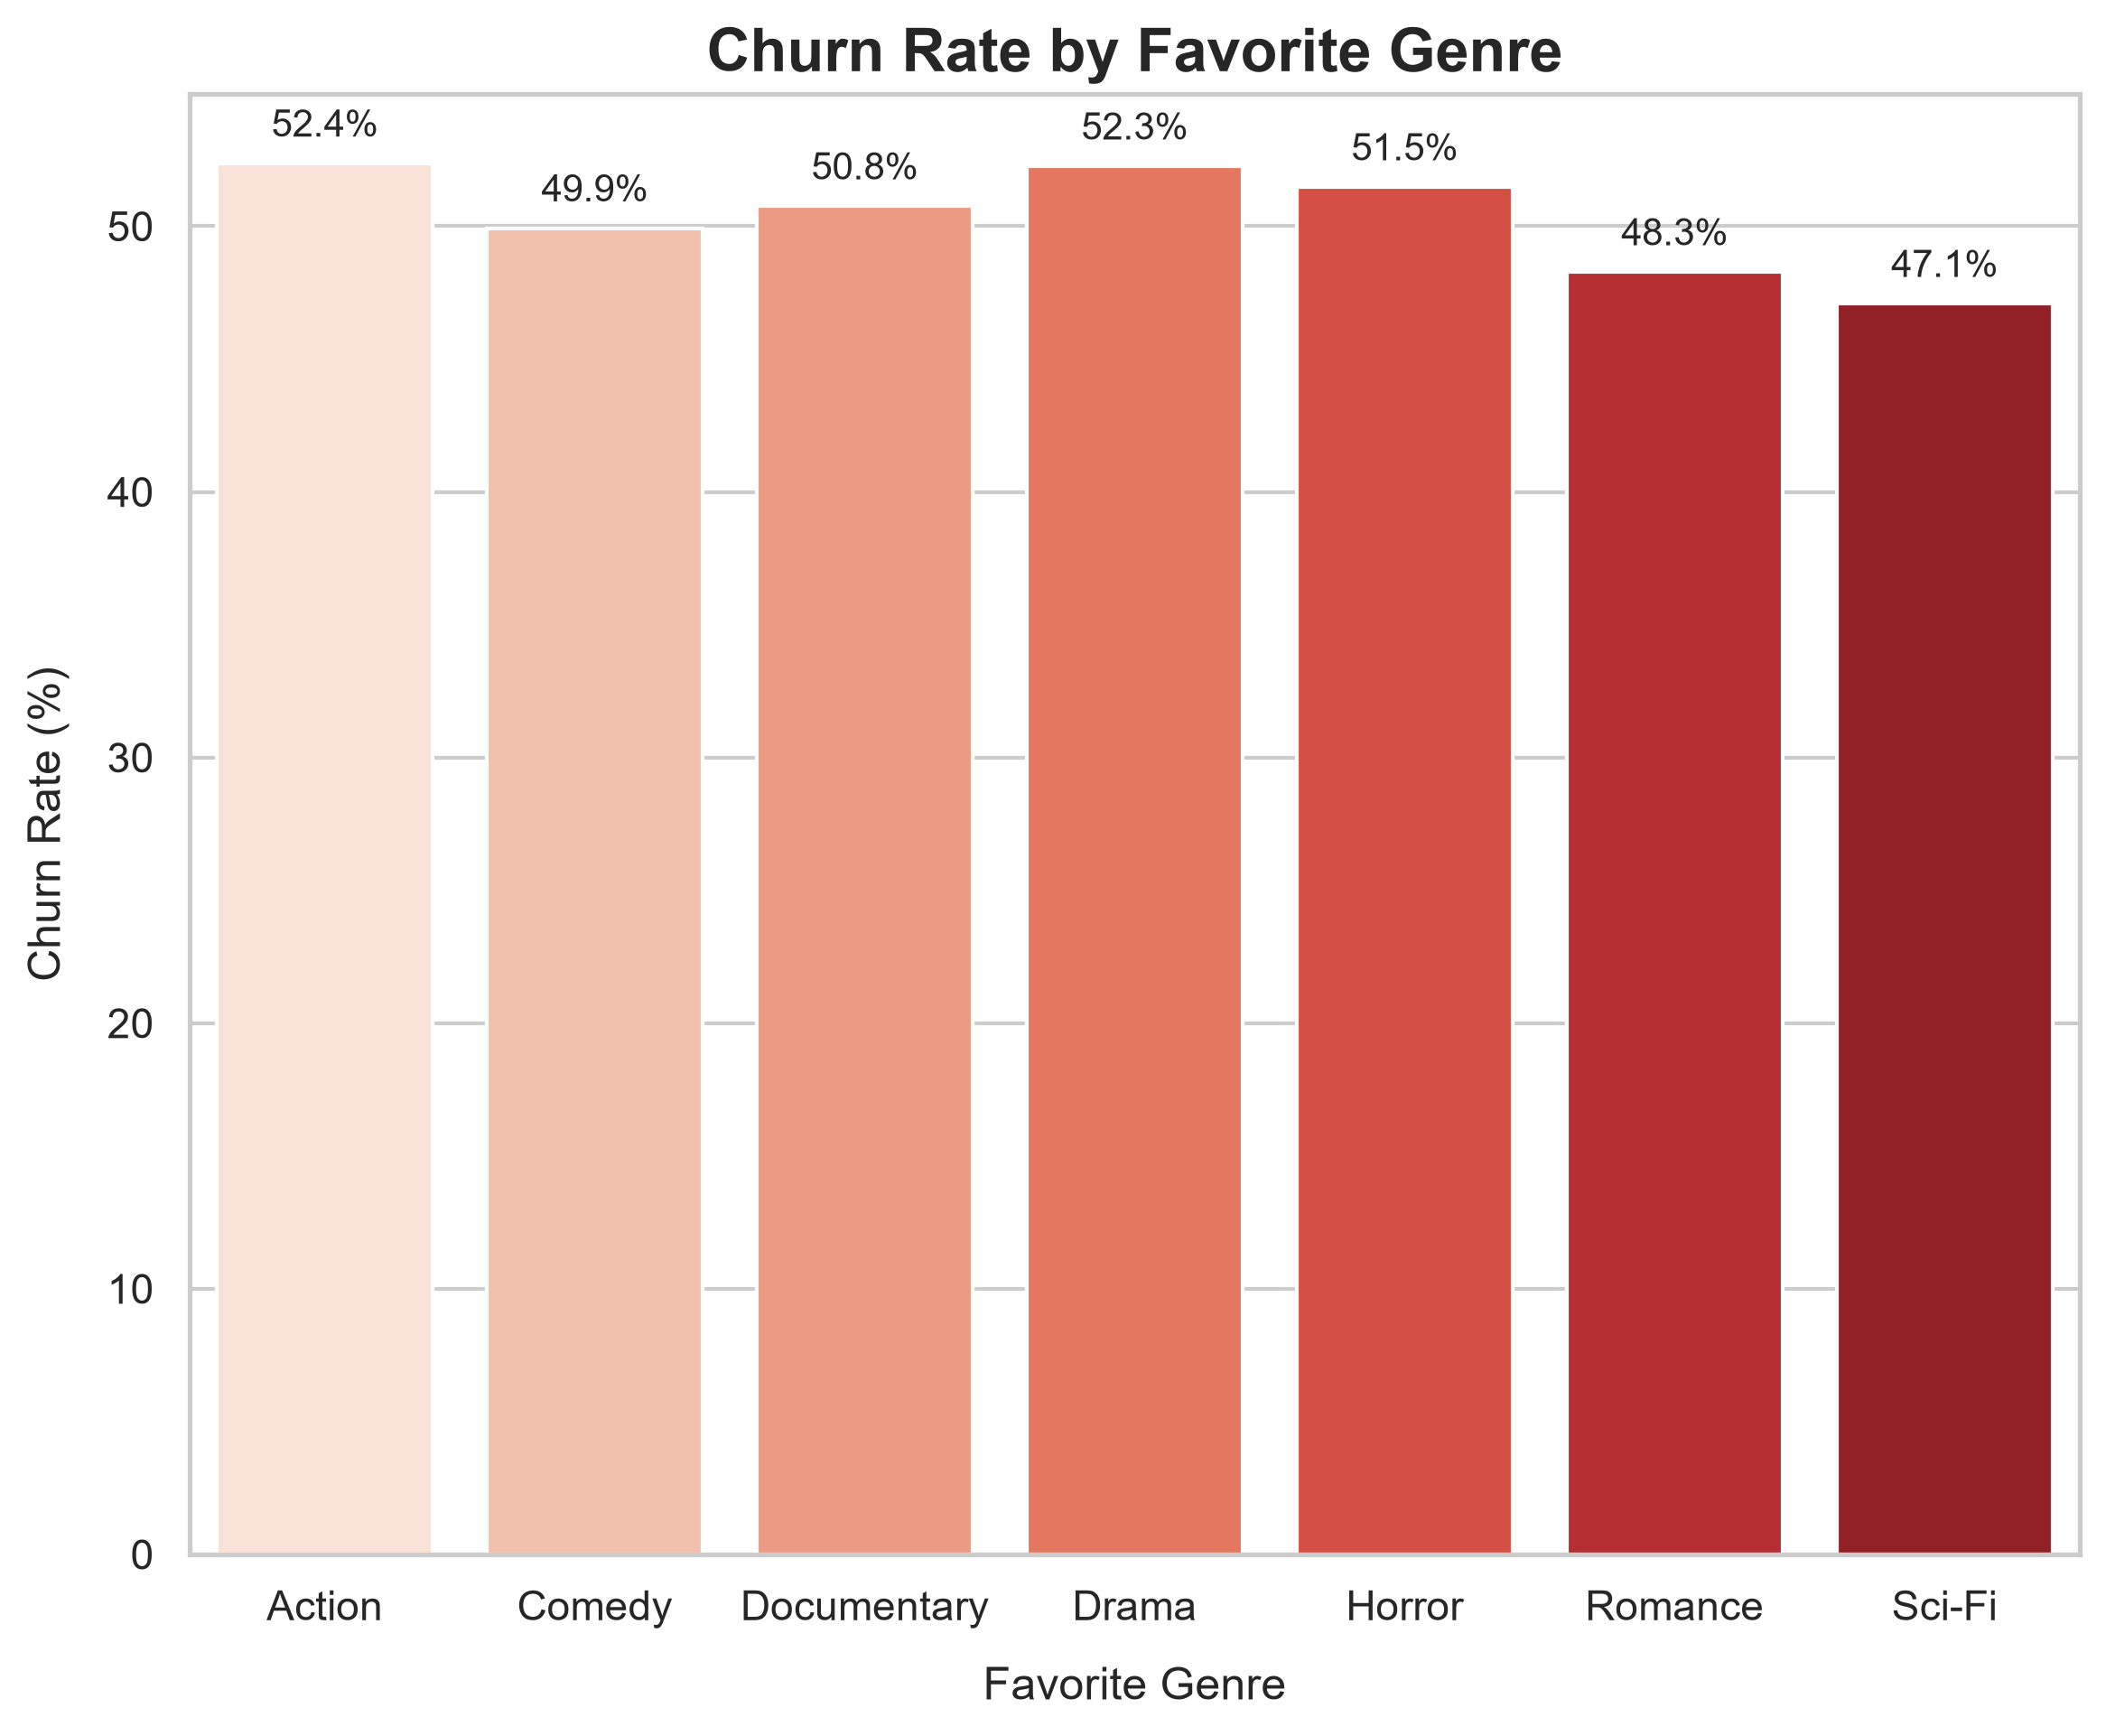 Churn Rate by Favorite Genre
52.4%
49.9%
50.8%
52.3%
51.5%
48.3%
47.1%
50
40
30
20
10
0
Churn Rate (%)
Action
Comedy
Documentary
Drama
Horror
Romance
Sci-Fi
Favorite Genre